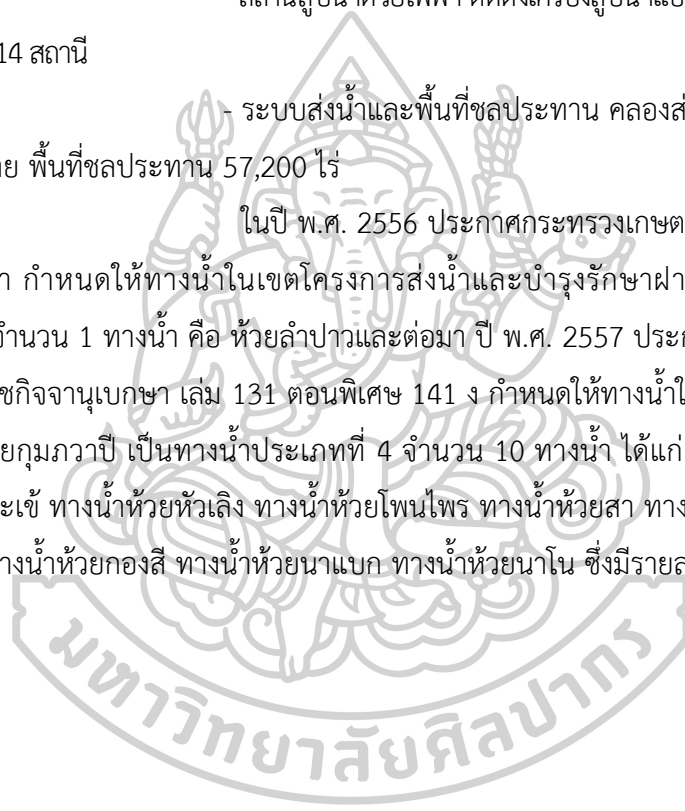 สถานีสูบน้ำด้วยไฟฟ้า ติดตั้งเครื่องสูบน้ำแบ
14 สถานี
- ระบบส่งน้ำและพื้นที่ชลประทาน คลองส่
าย พื้นที่ชลประทาน 57,200 ไร่
ในปี พ.ศ. 2556 ประกาศกระทรวงเกษต
า กำหนดให้ทางน้ำในเขตโครงการส่งน้ำและบำรุงรักษาฝา
จำนวน 1 ทางน้ำ คือ ห้วยลำปาวและต่อมา ปี พ.ศ. 2557 ประก
ชกิจจานุเบกษา เล่ม 131 ตอนพิเศษ 141 ง กำหนดให้ทางน้ำใ
ยกุมภวาปี เป็นทางน้ำประเภทที่ 4 จำนวน 10 ทางน้ำ ได้แก่
ะเข้ ทางน้ำห้วยหัวเลิง ทางน้ำห้วยโพนไพร ทางน้ำห้วยสา ทาง
างน้ำห้วยกองสี ทางน้ำห้วยนาแบก ทางน้ำห้วยนาโน ซึ่งมีรายล
มหาวิทยาลัยศิลปากร